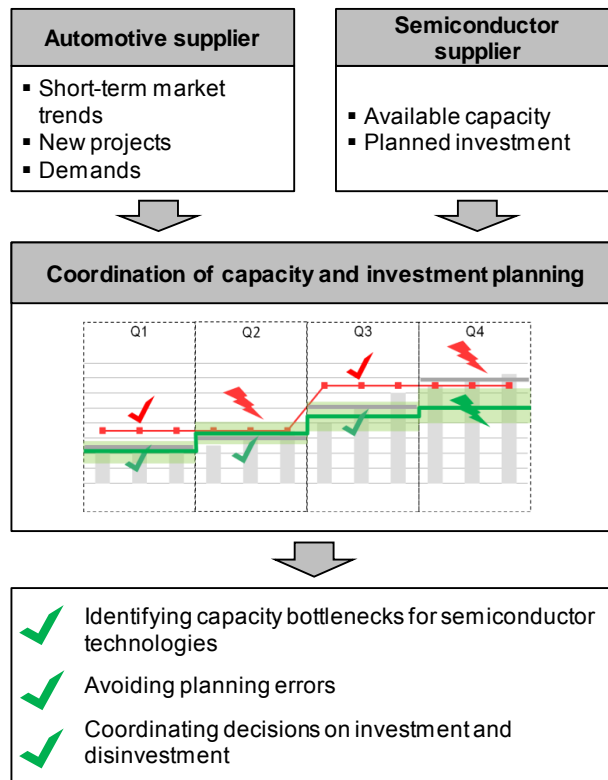 Automotive supplier
▪ Short-term market
trends
▪ New projects
▪ Demands
Semiconductor
supplier
▪ Available capacity
▪ Planned investment
Coordination of capacity and investment planning
Q1
Q2
Q3
Q4
Identifying capacity bottlenecks for semiconductor
technologies
Avoiding planning errors
Coordinating decisions on investment and
disinvestment